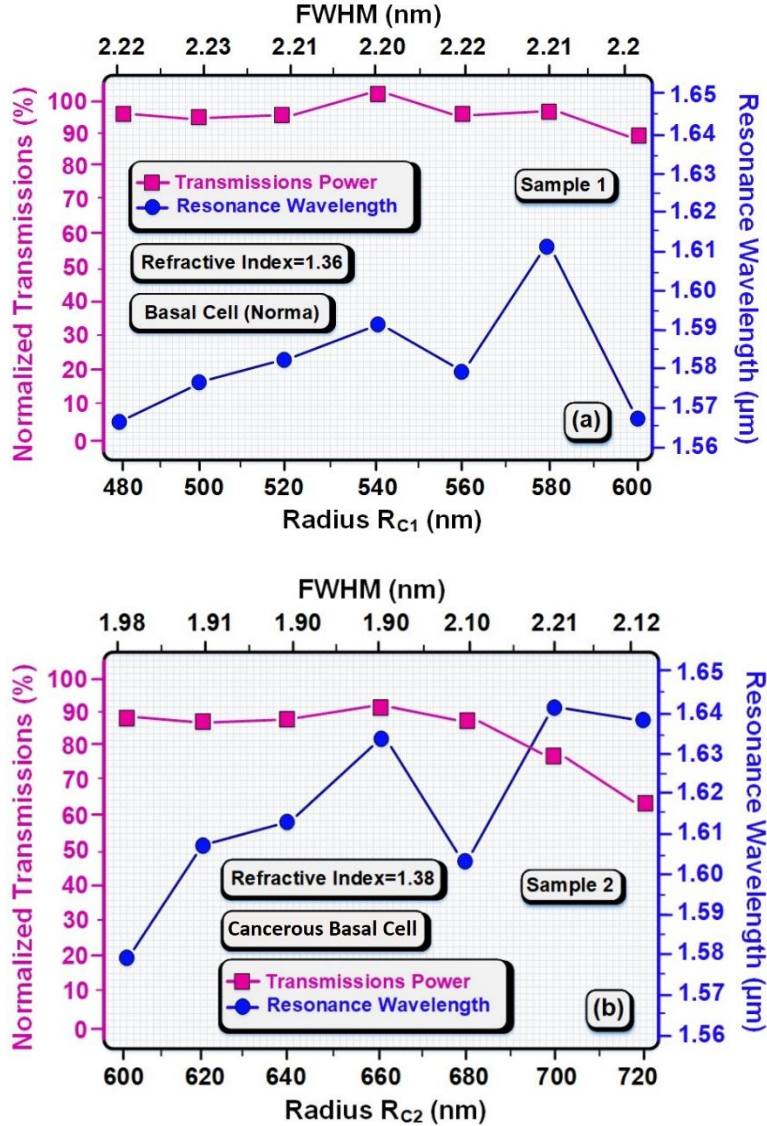 FWHM (nm)
2.22 2.23 2.21 2.20 2.22 2.21 2.2
Normalized Transmissions (%)
100
90
80
70
60
50
40
30
20
10
0
Transmissions Power
Resonance Wavelength
Sample 1
Refractive Index=1.36
Basal Cell (Norma)
(a)
1.65
1.64
1.63
1.62
1.61
1.60
1.59
1.58
1.57
1.56
Resonance Wavelength (µm)
480 500 520 540 560 580 600
Radius RC1 (nm)
FWHM (nm)
1.98 1.91 1.90 1.90 2.10 2.21 2.12
Normalized Transmissions (%)
100
90
80
70
60
50
40
30
20
10
0
Refractive Index=1.38
Sample 2
Cancerous Basal Cell
Transmissions Power
Resonance Wavelength
(b)
1.65
1.64
1.63
1.62
1.61
1.60
1.59
1.58
1.57
1.56
Resonance Wavelength (µm)
600 620 640 660 680 700 720
Radius RC2 (nm)